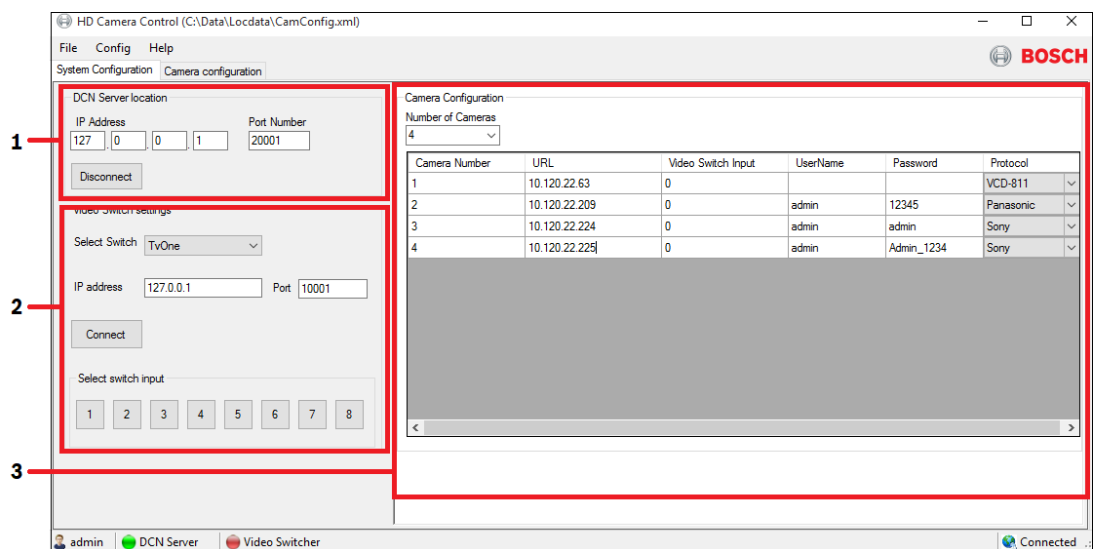 HD Camera Control (C:\Data\Locdata\CamConfig.xml)
File Config Help
BOSCH
System Configuration Camera configuration
1
DCN Server location
IP Address Port Number
127 . 0 . 0 . 1 20001
Disconnect
2
Video Switch settings
Select Switch TvOne
IP address 127.0.0.1 Port 10001
Connect
Select switch input
1 2 3 4 5 6 7 8
3
Camera Configuration
Number of Cameras
4
Camera Number URL Video Switch Input UserName Password Protocol
1 10.120.22.63 0 VCD-811
2 10.120.22.209 0 admin 12345 Panasonic
3 10.120.22.224 0 admin admin Sony
4 10.120.22.225 0 admin Admin_1234 Sony
admin DCN Server Video Switcher Connected